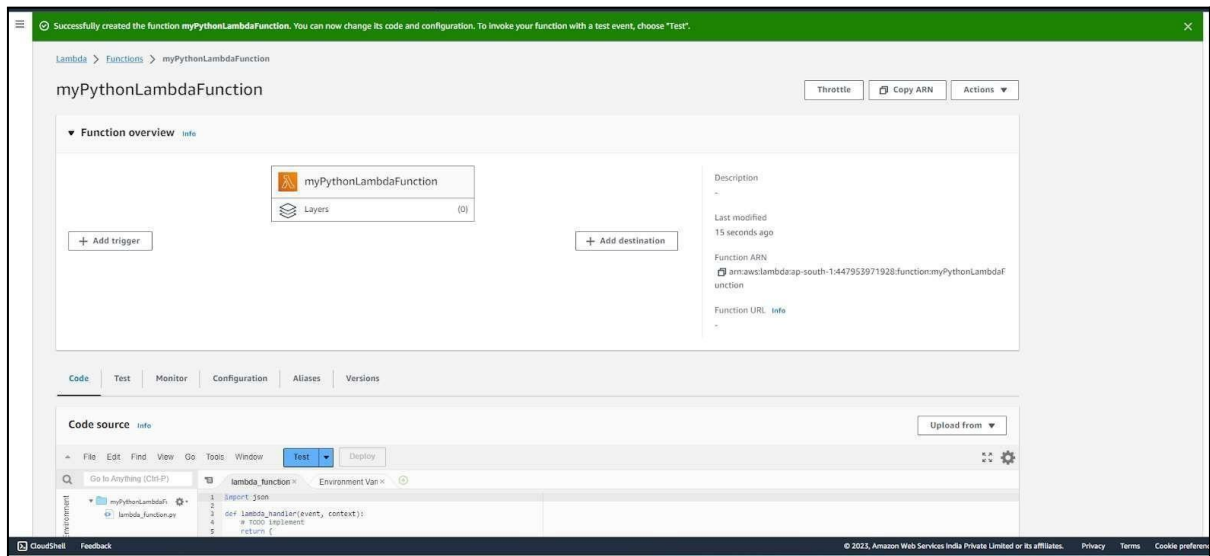 Successfully created the function myPythonLambdaFunction. You can now change its code and configuration. To invoke your function with a test event, choose "Test".
Lambda > Functions > myPythonLambdaFunction
myPythonLambdaFunction
Throttle
Copy ARN
Actions
Function overview Info
myPythonLambdaFunction
Layers (0)
+ Add trigger
+ Add destination
Description
-
Last modified
15 seconds ago
Function ARN
arn:aws:lambda:ap-south-1:447953971928:function:myPythonLambdaF
unction
Function URL Info
-
Code Test Monitor Configuration Aliases Versions
Code source Info
Upload from
File Edit Find View Go Tools Window Test Deploy
Go to Anything (Ctrl-P)
lambda_function ×
Environment Var ×
Environment
myPythonLambdaF
lambda_function.py
1 import json
2
3 def lambda_handler(event, context):
4 # TODO implement
5 return {
CloudShell Feedback © 2023, Amazon Web Services India Private Limited or its affiliates. Privacy Terms Cookie preferen